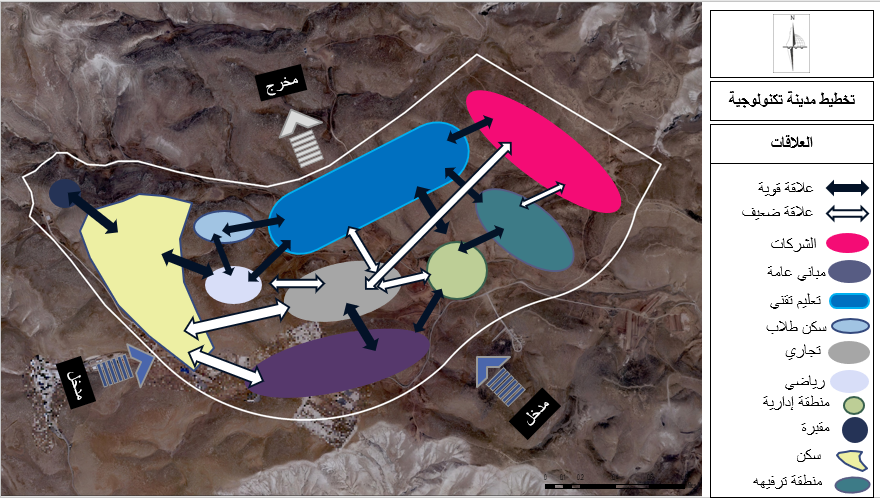 N
تخطيط مدينة تكنولوجية
العلاقات
علاقة قوية
علاقة ضعيف
الشركات
مباني عامة
تعليم تقني
سكن طلاب
تجاري
رياضي
منطقة إدارية
مقبرة
سكن
منطقة ترفيهه
مخرج
مدخل
مدخل